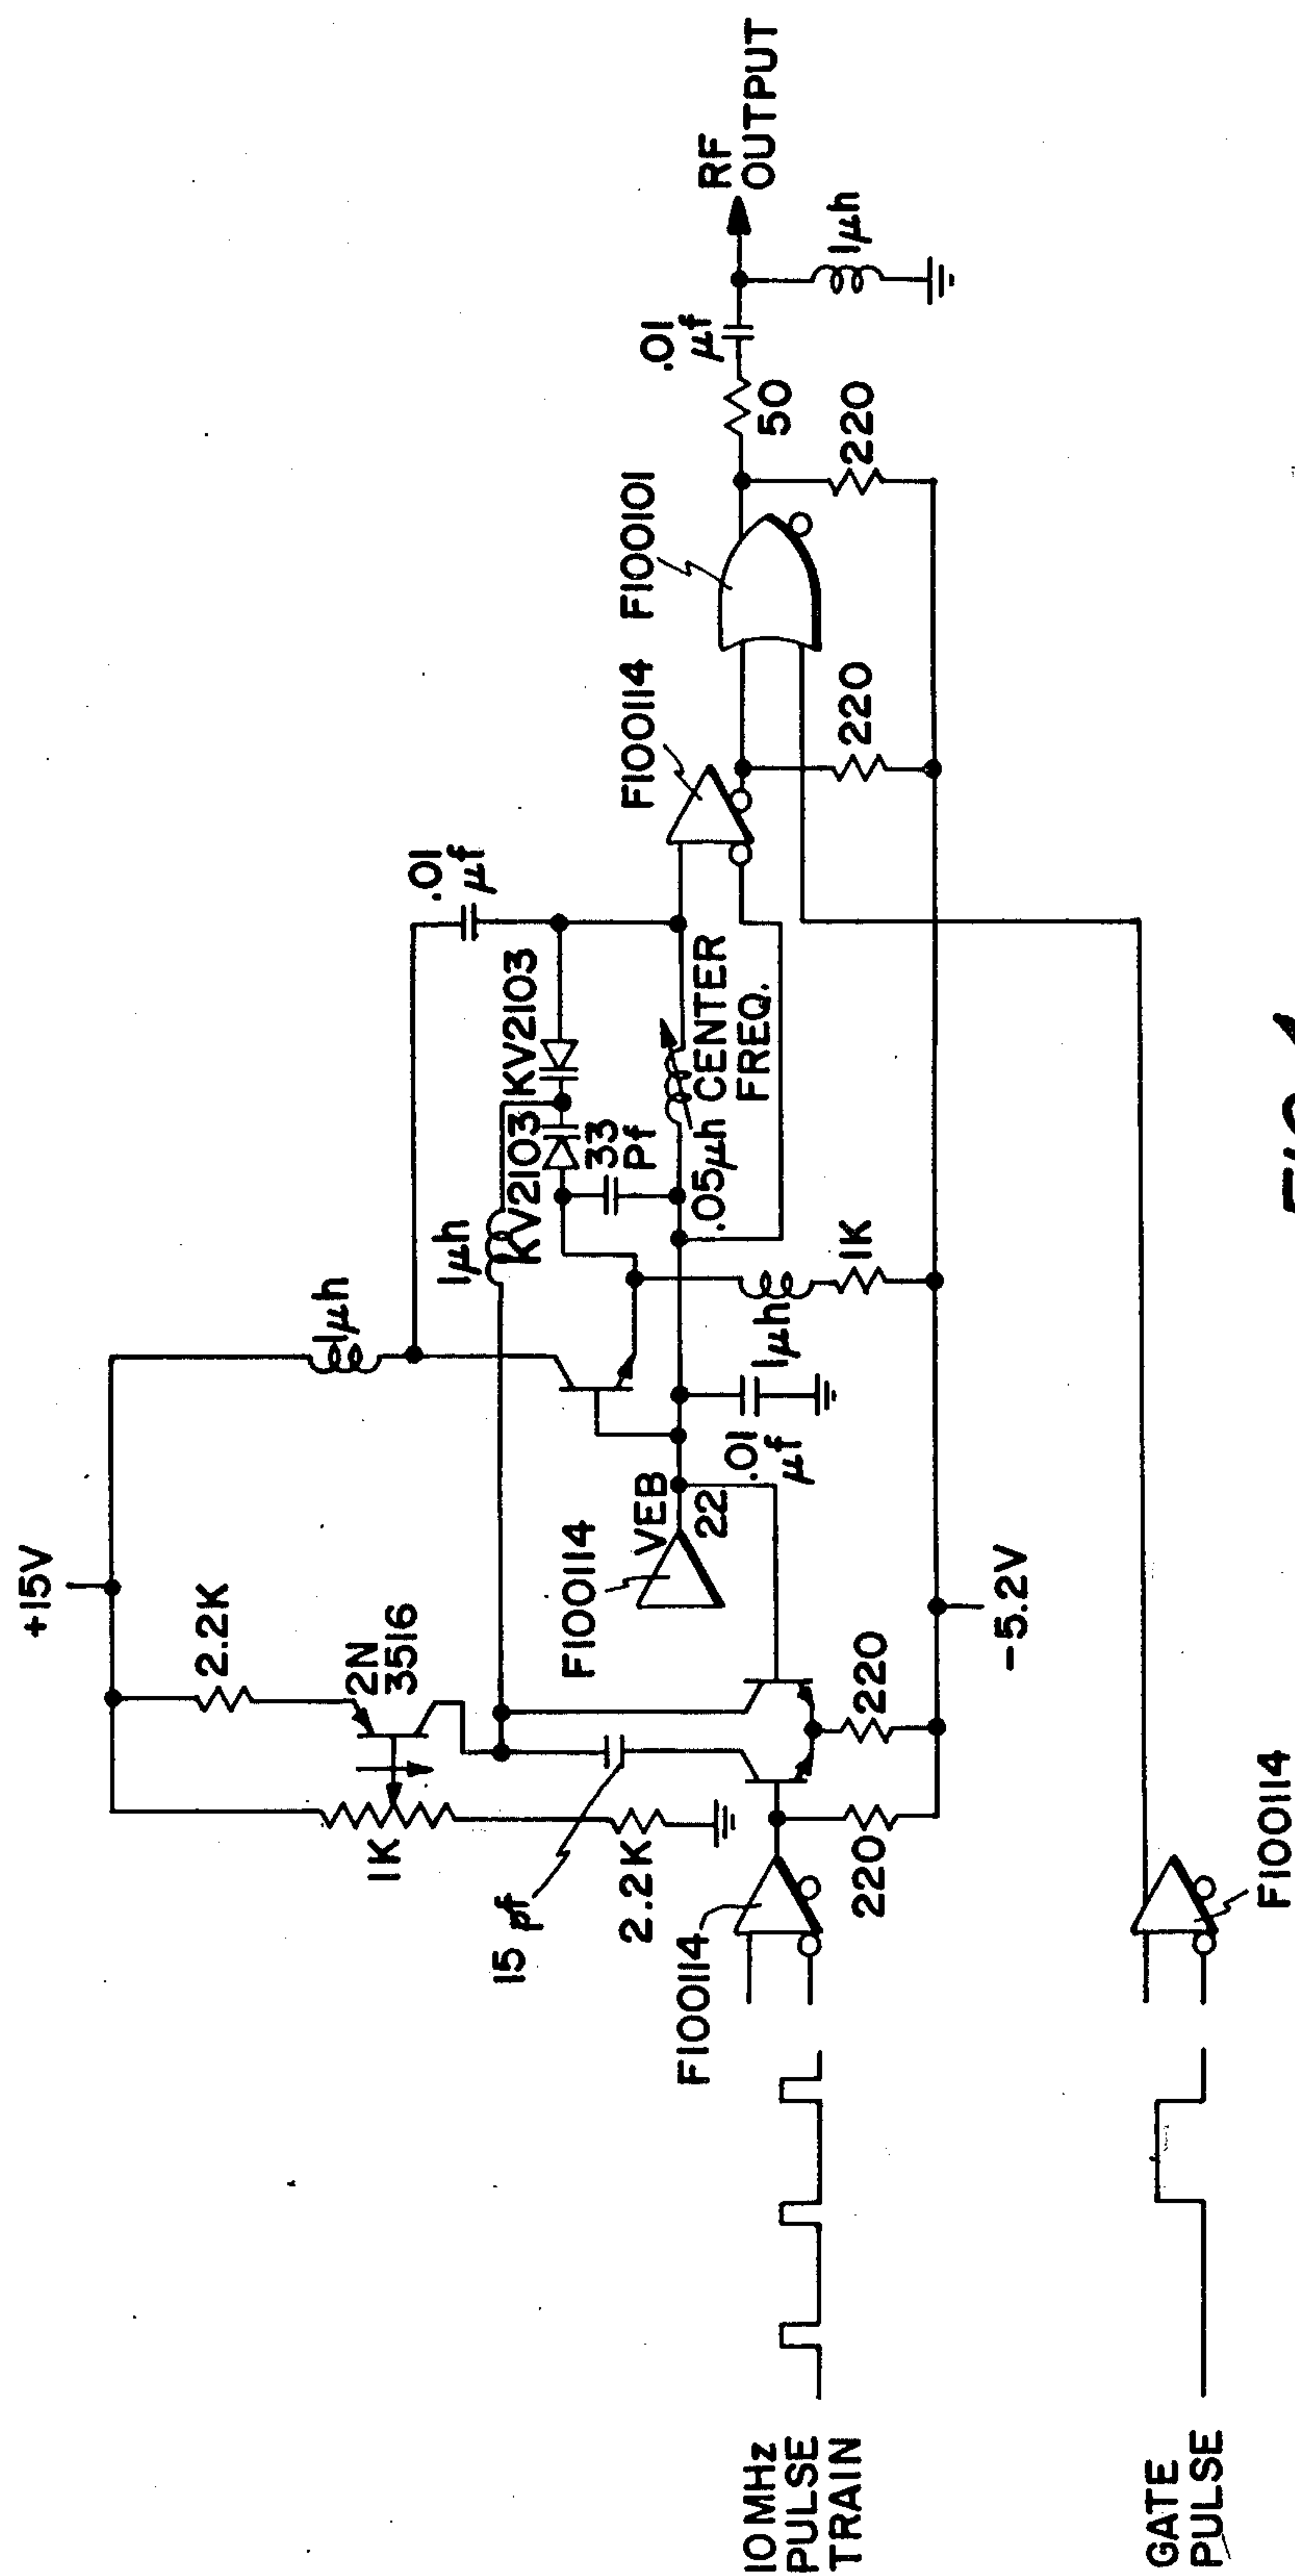 +15V
2.2K
2N
3516
1K
15 pf
2.2K
F100114
220
220
-5.2V
F100114
VEB
22
.01
µf
1µh
1µh
KV2103
KV2103
33
Pf
.05µh
CENTER
FREQ.
1µh
1K
.01
µf
F100114
220
F100101
220
50
.01
µf
1µh
RF
OUTPUT
10MHz
PULSE
TRAIN
GATE
PULSE
F100114